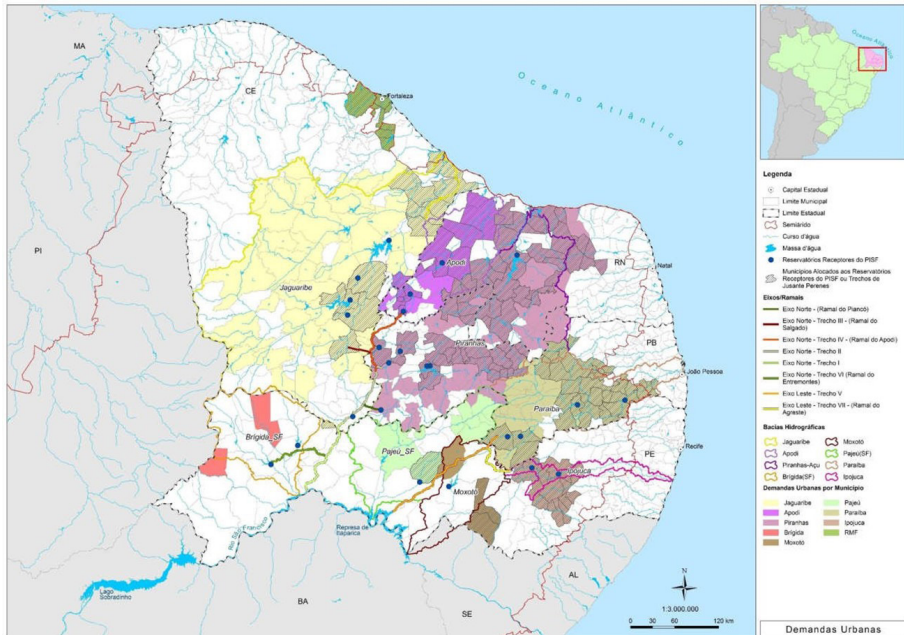 MA
CE
Fortaleza
Oceano Atlântico
PI
Jaguaribe
Apodi
RN
Natal
Piranhas
PB
João Pessoa
Paraíba
Brígida_SF
Pajeú_SF
Recife
Ipojuca
PE
Moxotó
Represa de Itaparica
Rio São Francisco
Lago Sobradinho
BA
AL
SE
N
1:3.000.000
0 30 60 120 km
Oceano Atlântico
Legenda
Capital Estadual
Limite Municipal
Limite Estadual
Semiárido
Curso d'água
Massa d'água
Reservatórios Receptores do PISF
Municípios Alocados aos Reservatórios
Receptores do PISF ou Trechos de
Jusante Perenes
Eixos/Ramais
Eixo Norte - (Ramal do Piancó)
Eixo Norte - Trecho III - (Ramal do
Salgado)
Eixo Norte - Trecho IV - (Ramal do Apodi)
Eixo Norte - Trecho II
Eixo Norte - Trecho I
Eixo Norte - Trecho VI (Ramal do
Entremontes)
Eixo Leste - Trecho V
Eixo Leste - Trecho VII - (Ramal do
Agreste)
Bacias Hidrográficas
Jaguaribe
Moxotó
Apodi
Pajeú(SF)
Piranhas-Açu
Paraíba
Brígida(SF)
Ipojuca
Demandas Urbanas por Município
Jaguaribe
Pajeú
Apodi
Paraíba
Piranhas
Ipojuca
Brígida
RMF
Moxotó
Demandas Urbanas